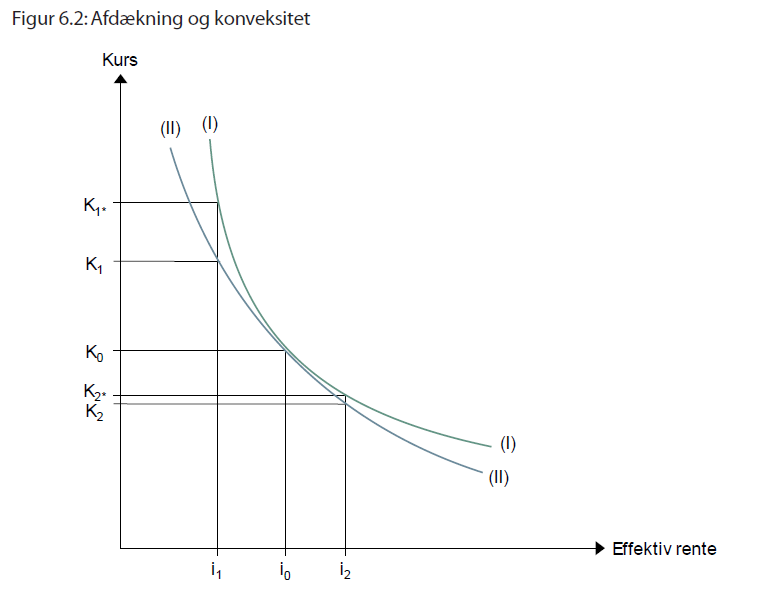 Figur 6.2: Afdækning og konveksitet
Kurs
(II) (I)
K1*
K1
K0
K2*
K2
(I)
(II)
Effektiv rente
i1 i0 i2